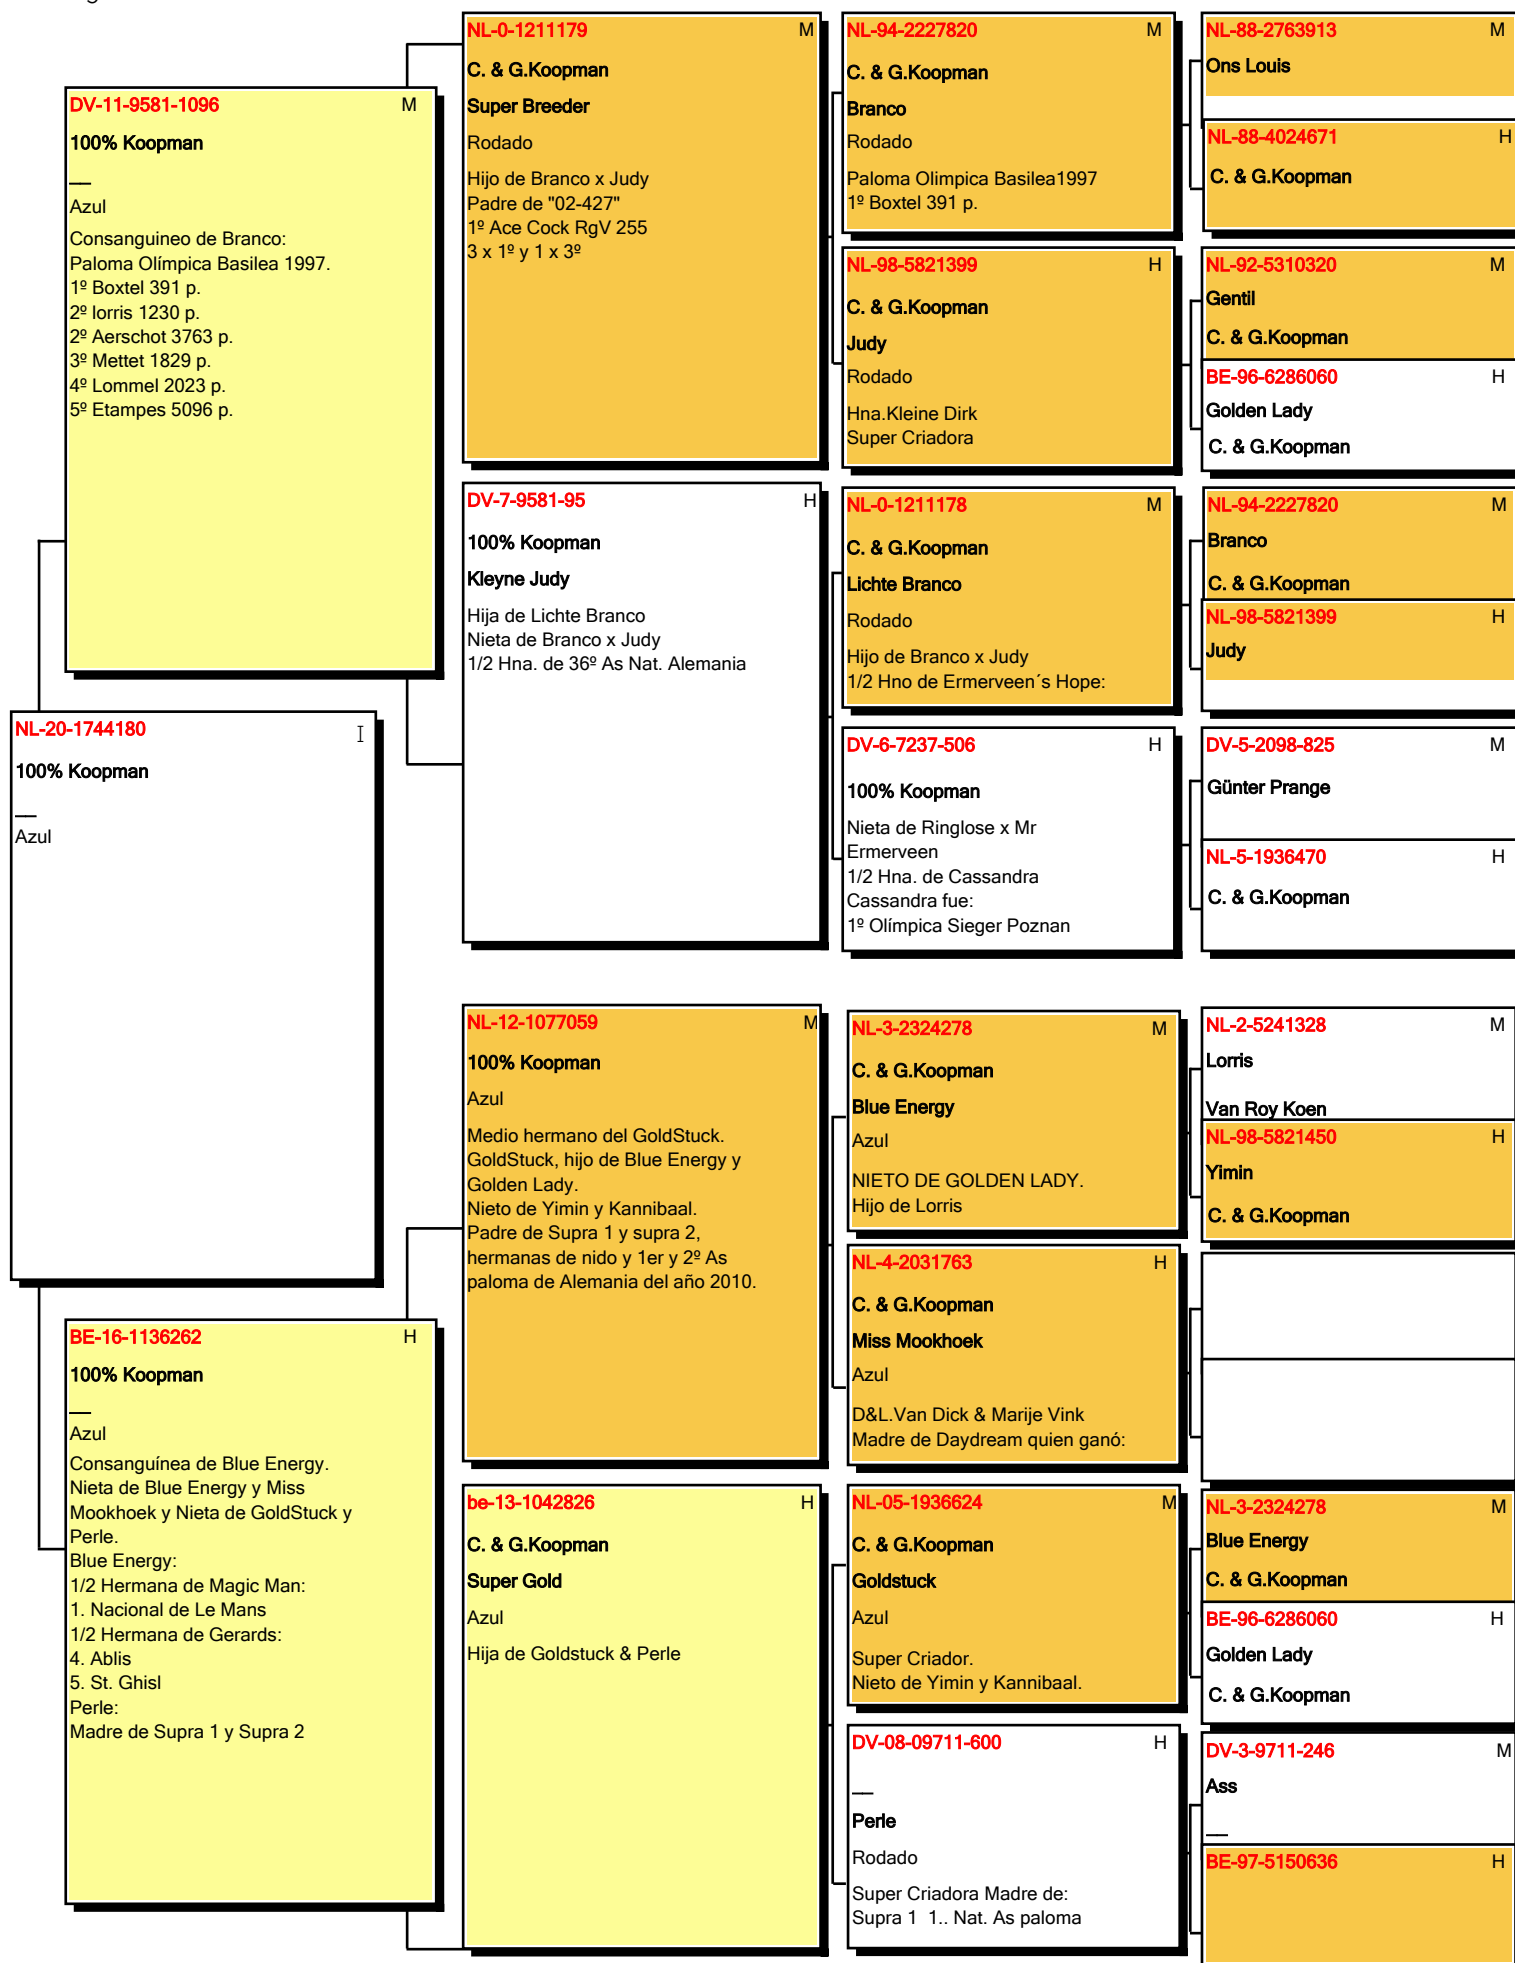 DV-11-9581-1096 M
100% Koopman
__
Azul
Consanguineo de Branco:
Paloma Olímpica Basilea 1997.
1º Boxtel 391 p.
2º lorris 1230 p.
2º Aerschot 3763 p.
3º Mettet 1829 p.
4º Lommel 2023 p.
5º Etampes 5096 p.
NL-20-1744180 I
100% Koopman
__
Azul
BE-16-1136262 H
100% Koopman
__
Azul
Consanguínea de Blue Energy.
Nieta de Blue Energy y Miss
Mookhoek y Nieta de GoldStuck y
Perle.
Blue Energy:
1/2 Hermana de Magic Man:
1. Nacional de Le Mans
1/2 Hermana de Gerards:
4. Ablis
5. St. Ghisl
Perle:
Madre de Supra 1 y Supra 2
NL-0-1211179 M
C. & G.Koopman
Super Breeder
Rodado
Hijo de Branco x Judy
Padre de "02-427"
1º Ace Cock RgV 255
3 x 1º y 1 x 3º
DV-7-9581-95 H
100% Koopman
Kleyne Judy
Hija de Lichte Branco
Nieta de Branco x Judy
1/2 Hna. de 36º As Nat. Alemania
NL-12-1077059 M
100% Koopman
Azul
Medio hermano del GoldStuck.
GoldStuck, hijo de Blue Energy y
Golden Lady.
Nieto de Yimin y Kannibaal.
Padre de Supra 1 y supra 2,
hermanas de nido y 1er y 2º As
paloma de Alemania del año 2010.
be-13-1042826 H
C. & G.Koopman
Super Gold
Azul
Hija de Goldstuck & Perle
NL-94-2227820 M
C. & G.Koopman
Branco
Rodado
Paloma Olimpica Basilea1997
1º Boxtel 391 p.
NL-98-5821399 H
C. & G.Koopman
Judy
Rodado
Hna.Kleine Dirk
Super Criadora
NL-0-1211178 M
C. & G.Koopman
Lichte Branco
Rodado
Hijo de Branco x Judy
1/2 Hno de Ermerveen´s Hope:
DV-6-7237-506 H
100% Koopman
Nieta de Ringlose x Mr
Ermerveen
1/2 Hna. de Cassandra
Cassandra fue:
1º Olímpica Sieger Poznan
NL-3-2324278 M
C. & G.Koopman
Blue Energy
Azul
NIETO DE GOLDEN LADY.
Hijo de Lorris
NL-4-2031763 H
C. & G.Koopman
Miss Mookhoek
Azul
D&L.Van Dick & Marije Vink
Madre de Daydream quien ganó:
NL-05-1936624 M
C. & G.Koopman
Goldstuck
Azul
Super Criador.
Nieto de Yimin y Kannibaal.
DV-08-09711-600 H
__
Perle
Rodado
Super Criadora Madre de:
Supra 1  1.. Nat. As paloma
NL-88-2763913 M
Ons Louis
NL-88-4024671 H
C. & G.Koopman
NL-92-5310320 M
Gentil
C. & G.Koopman
BE-96-6286060 H
Golden Lady
C. & G.Koopman
NL-94-2227820 M
Branco
C. & G.Koopman
NL-98-5821399 H
Judy
DV-5-2098-825 M
Günter Prange
NL-5-1936470 H
C. & G.Koopman
NL-2-5241328 M
Lorris
Van Roy Koen
NL-98-5821450 H
Yimin
C. & G.Koopman
NL-3-2324278 M
Blue Energy
C. & G.Koopman
BE-96-6286060 H
Golden Lady
C. & G.Koopman
DV-3-9711-246 M
Ass
__
BE-97-5150636 H